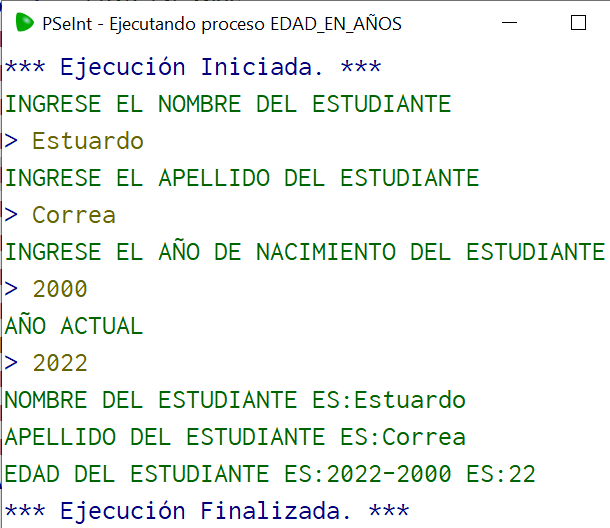 PSeInt - Ejecutando proceso EDAD_EN_AÑOS
*** Ejecución Iniciada. ***
INGRESE EL NOMBRE DEL ESTUDIANTE
> Estuardo
INGRESE EL APELLIDO DEL ESTUDIANTE
> Correa
INGRESE EL AÑO DE NACIMIENTO DEL ESTUDIANTE
> 2000
AÑO ACTUAL
> 2022
NOMBRE DEL ESTUDIANTE ES:Estuardo
APELLIDO DEL ESTUDIANTE ES:Correa
EDAD DEL ESTUDIANTE ES:2022-2000 ES:22
*** Ejecución Finalizada. ***